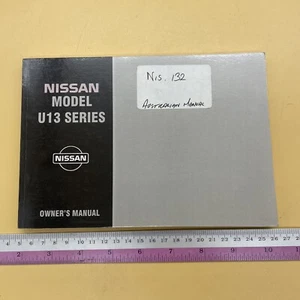 NISSAN
MODEL
U13 SERIES
NISSAN
OWNER'S MANUAL
Nis. 132
AUSTRALIAN MANUAL